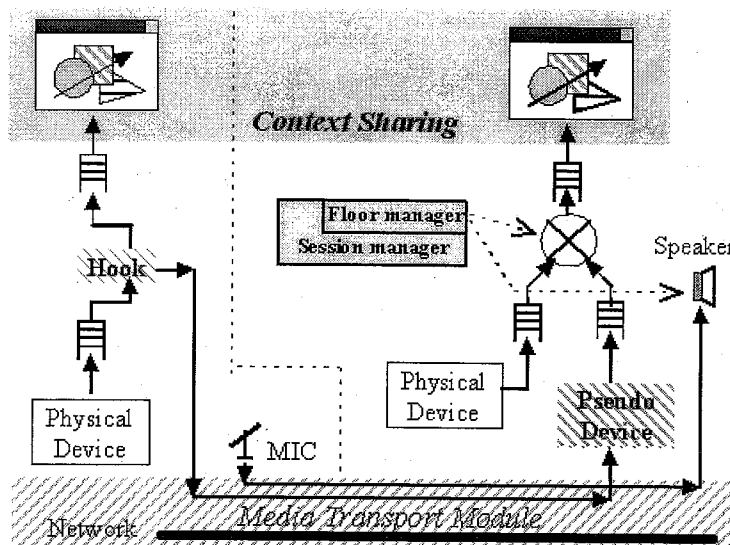 Context Sharing
Floor manager
Session manager
Speaker
Hook
Physical
Device
Physical
Device
Pseudo
Device
MIC
Media Transport Module
Network